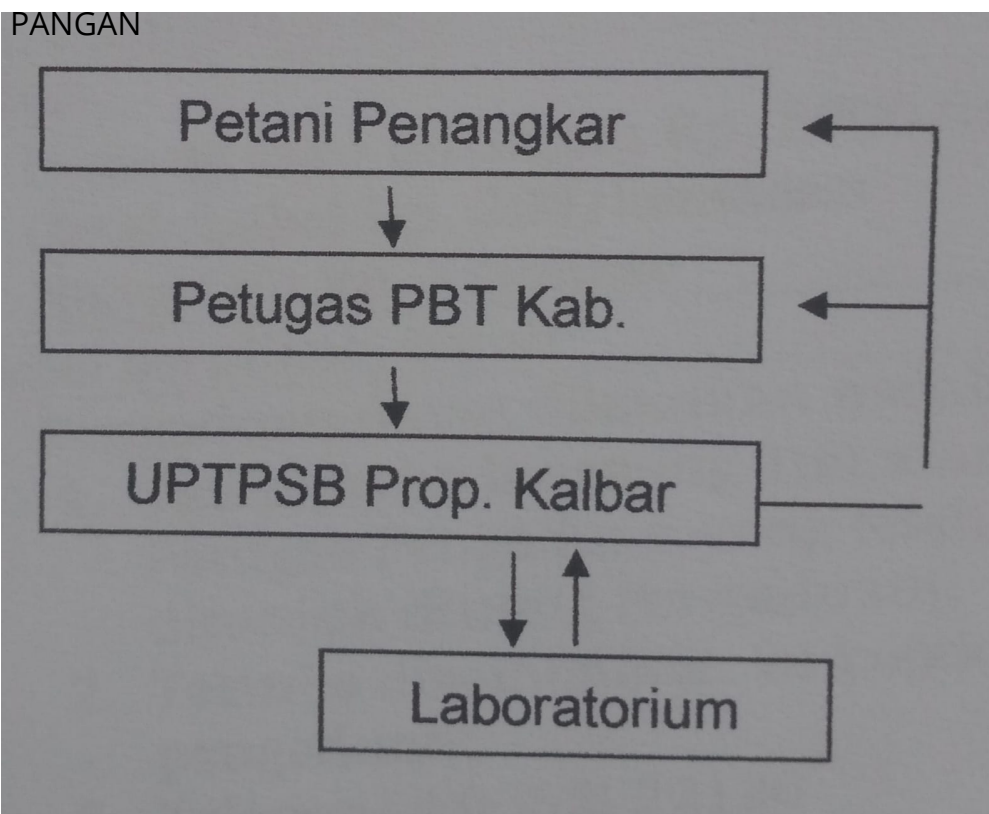 PANGAN
Petani Penangkar
Petugas PBT Kab.
UPTPSB Prop. Kalbar
Laboratorium